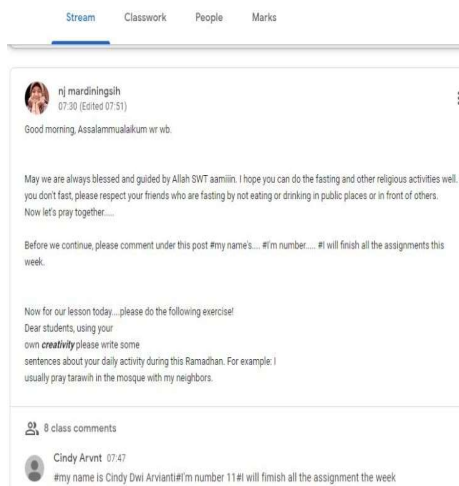 Stream Classwork People Marks
nj mardiningsih
07:30 (Edited 07:51)
Good morning, Assalammualaikum wr wb.
May we are always blessed and guided by Allah SWT aamiiin. I hope you can do the fasting and other religious activities well.
you don't fast, please respect your friends who are fasting by not eating or drinking in public places or in front of others.
Now let's pray together.....
Before we continue, please comment under this post #my name's.... #I'm number..... #I will finish all the assignments this
week.
Now for our lesson today....please do the following exercise!
Dear students, using your
own creativity please write some
sentences about your daily activity during this Ramadhan. For example: I
usually pray tarawih in the mosque with my neighbors.
8 class comments
Cindy Arvnt 07:47
#my name is Cindy Dwi Arvianti#I'm number 11#I will fimish all the assignment the week